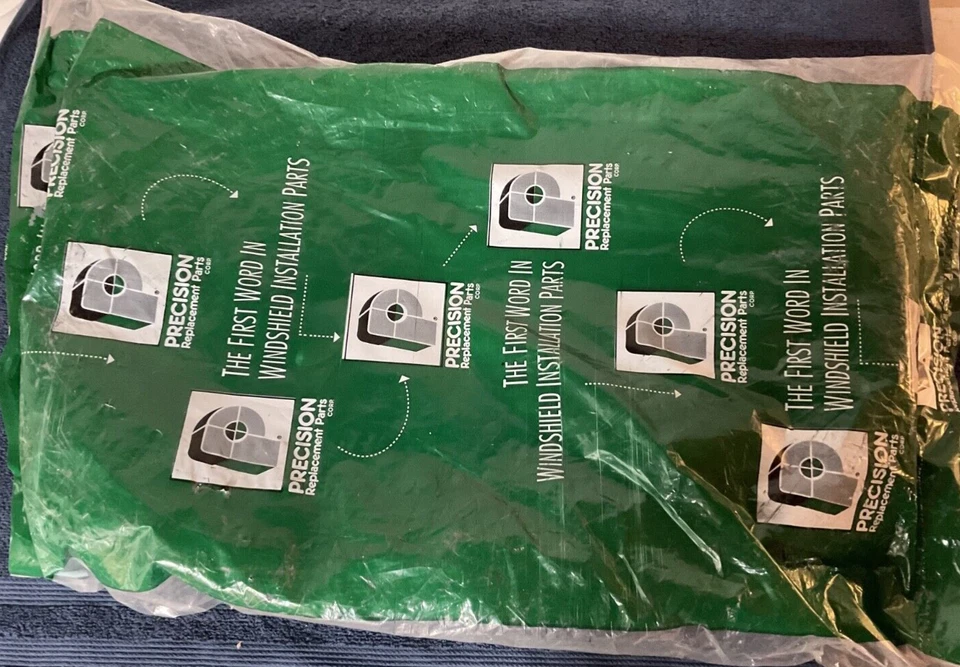 PRECISION
Replacement Parts
CORP
PRECISION
Replacement Parts
CORP
PRECISION
Replacement Parts
CORP
THE FIRST WORD IN
WINDSHIELD INSTALLATION PARTS
PRECISION
Replacement Parts
CORP
PRECISION
Replacement Parts
CORP
THE FIRST WORD IN
WINDSHIELD INSTALLATION PARTS
PRECISION
Replacement Parts
CORP
THE FIRST WORD IN
WINDSHIELD INSTALLATION PARTS
PRECISION
Replacement Parts
CORP